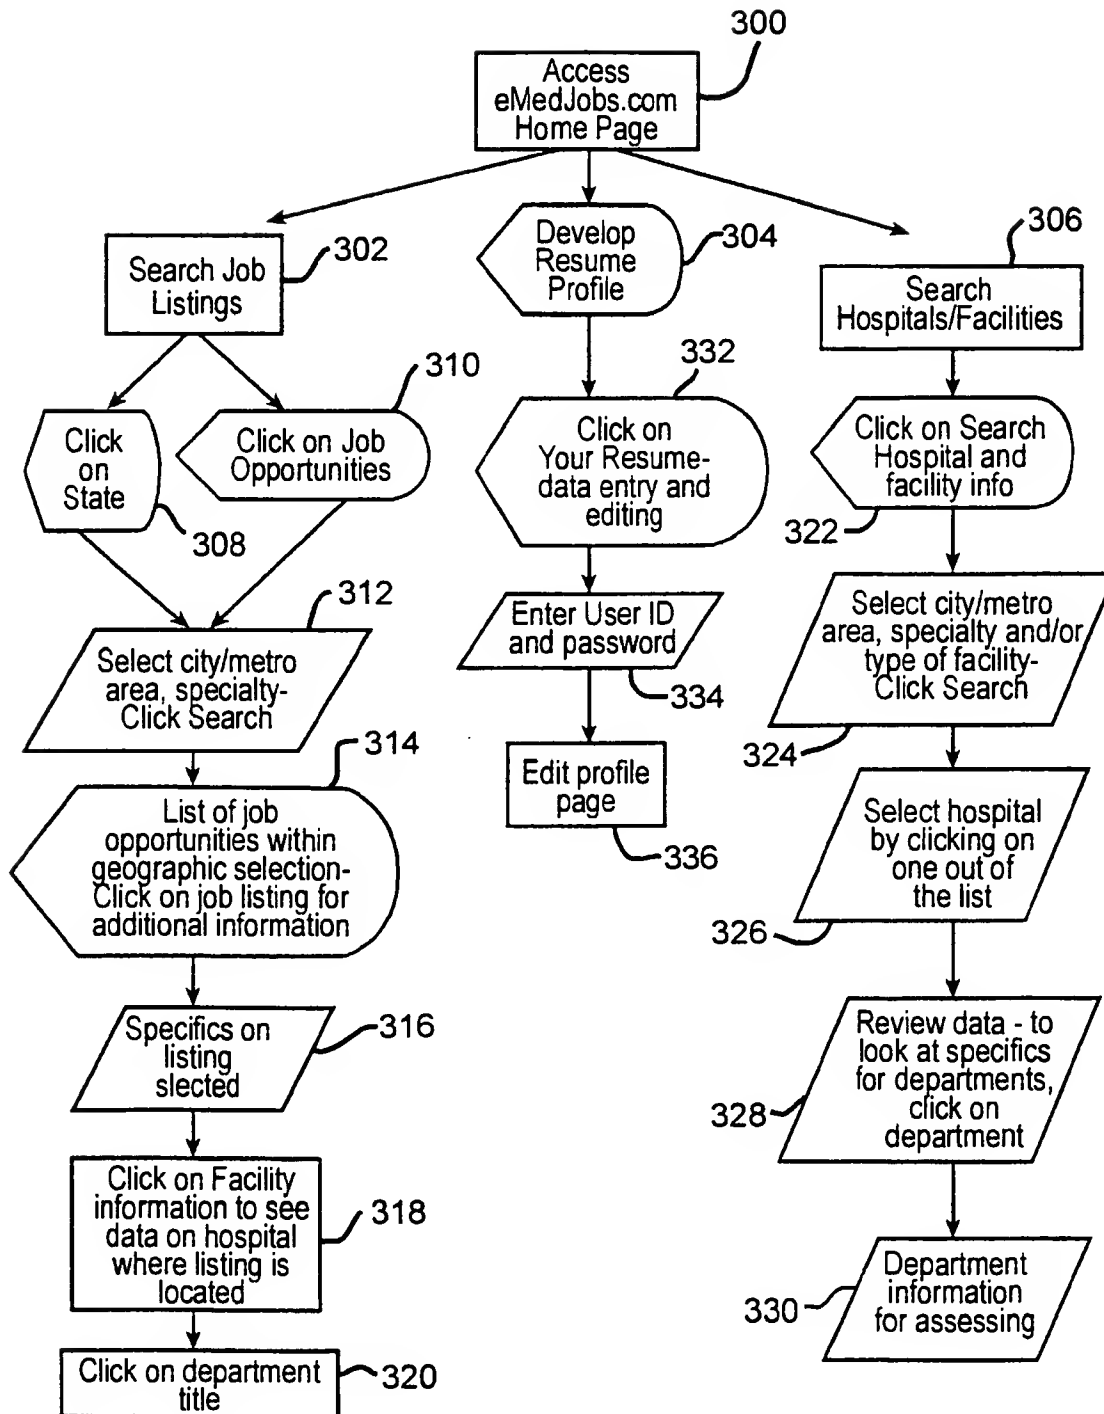 300
Access
eMedJobs.com
Home Page
302
Search Job
Listings
310
Click
on
State
308
Click on Job
Opportunities
312
Select city/metro
area, specialty-
Click Search
314
List of job
opportunities within
geographic selection-
Click on job listing for
additional information
Specifics on
listing
slected
316
Click on Facility
information to see
data on hospital
where listing is
located
318
Click on department
title
320
Develop
Resume
Profile
304
332
Click on
Your Resume-
data entry and
editing
Enter User ID
and password
334
Edit profile
page
336
306
Search
Hospitals/Facilities
Click on Search
Hospital and
facility info
322
Select city/metro
area, specialty and/or
type of facility-
Click Search
324
Select hospital
by clicking on
one out of
the list
326
Review data - to
look at specifics
for departments,
click on
department
328
Department
information
for assessing
330